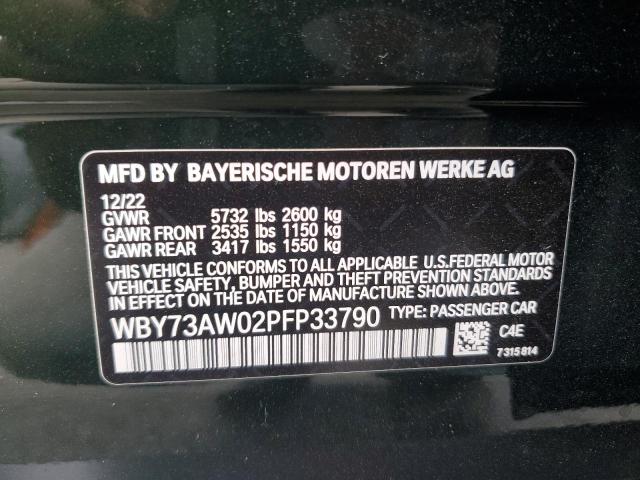 MFD BY BAYERISCHE MOTOREN WERKE AG
12/22
GVWR 5732 lbs 2600 kg
GAWR FRONT 2535 lbs 1150 kg
GAWR REAR 3417 lbs 1550 kg
THIS VEHICLE CONFORMS TO ALL APPLICABLE U.S.FEDERAL MOTOR
VEHICLE SAFETY, BUMPER AND THEFT PREVENTION STANDARDS
IN EFFECT ON THE DATE OF MANUFACTURE SHOWN ABOVE.
WBY73AW02PFP33790 TYPE: PASSENGER CAR
C4E
7315814